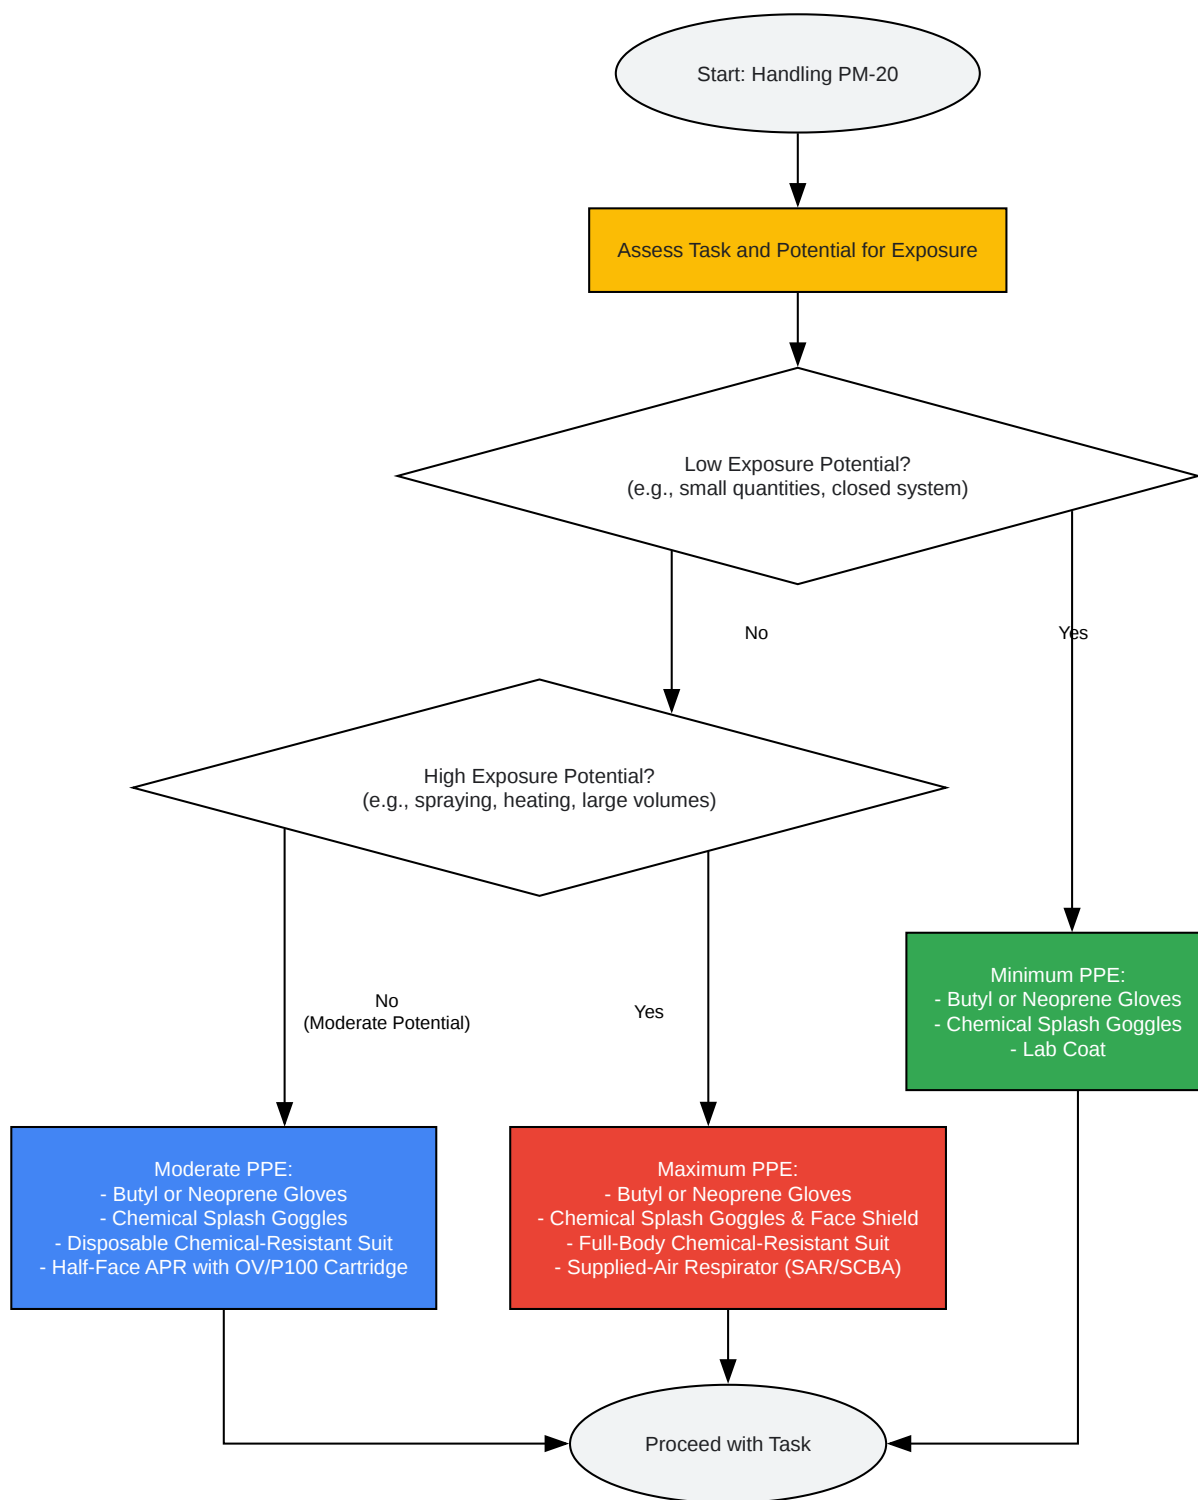 Start: Handling PM-20
Assess Task and Potential for Exposure
Low Exposure Potential?
(e.g., small quantities, closed system)
No
Yes
High Exposure Potential?
(e.g., spraying, heating, large volumes)
No
(Moderate Potential)
Yes
Minimum PPE:
- Butyl or Neoprene Gloves
- Chemical Splash Goggles
- Lab Coat
Moderate PPE:
- Butyl or Neoprene Gloves
- Chemical Splash Goggles
- Disposable Chemical-Resistant Suit
- Half-Face APR with OV/P100 Cartridge
Maximum PPE:
- Butyl or Neoprene Gloves
- Chemical Splash Goggles & Face Shield
- Full-Body Chemical-Resistant Suit
- Supplied-Air Respirator (SAR/SCBA)
Proceed with Task